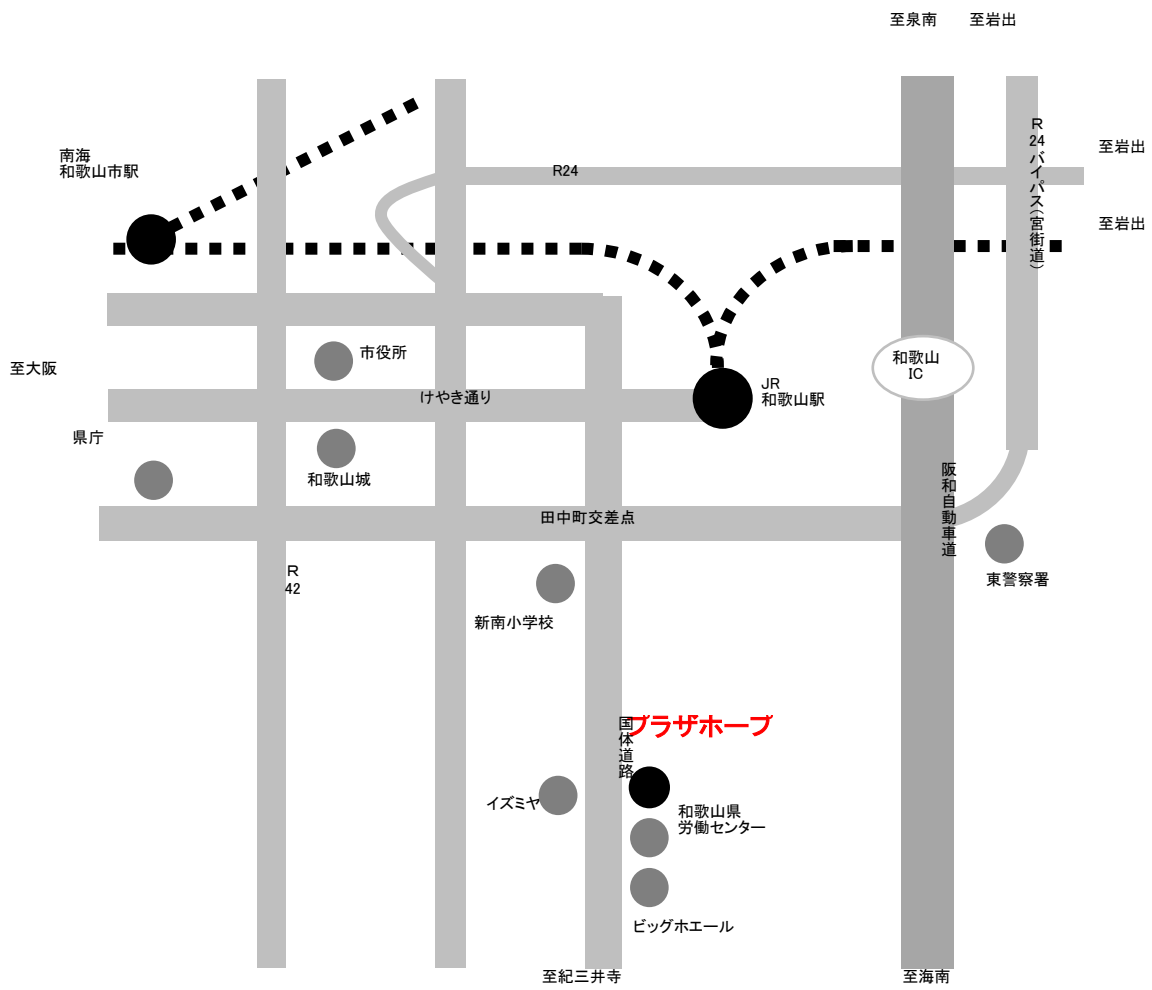 至泉南
至岩出
R24バイパス（宮街道）
至岩出
南海
和歌山市駅
R24
至岩出
市役所
和歌山
IC
至大阪
けやき通り
JR
和歌山駅
県庁
和歌山城
阪和自動車道
田中町交差点
R
42
東警察署
新南小学校
プラザホープ
国体道路
イズミヤ
和歌山県
労働センター
ビッグホエール
至紀三井寺
至海南